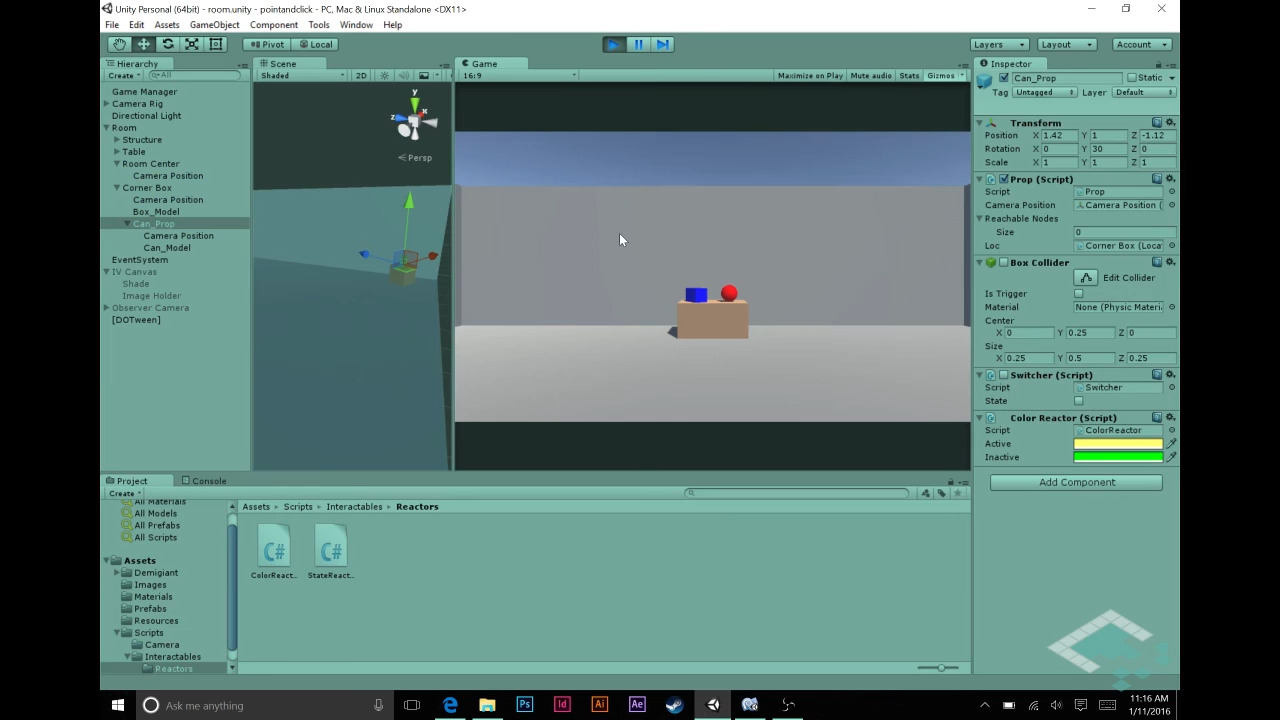 Unity Personal (64bit) - room.unity - pointandclick - PC, Mac & Linux Standalone <DX11>
File Edit Assets GameObject Component Tools Window Help
Pivot Local Layers Layout Account
Hierarchy
Create All
Game Manager
Camera Rig
Directional Light
Room
Structure
Table
Room Center
Camera Position
Corner Box
Camera Position
Box_Model
Can_Prop
Camera Position
Can_Model
EventSystem
IV Canvas
Shade
Image Holder
Observer Camera
[DOTween]
Scene
Shaded 2D
y
x
z
Persp
Game
16:9 Maximize on Play Mute audio Stats Gizmos
Inspector
Can_Prop Static
Tag Untagged Layer Default
Transform
Position X 1.42 Y 1 Z -1.12
Rotation X 0 Y 30 Z 0
Scale X 1 Y 1 Z 1
Prop (Script)
Script Prop
Camera Position Camera Position (
Reachable Nodes
Size 0
Loc Corner Box (Loca
Box Collider
Edit Collider
Is Trigger
Material None (Physic Materi
Center
X 0 Y 0.25 Z 0
Size
X 0.25 Y 0.5 Z 0.25
Switcher (Script)
Script Switcher
State
Color Reactor (Script)
Script ColorReactor
Active
Inactive
Add Component
Project Console
Create
All Materials
All Models
All Prefabs
All Scripts
Assets
Demigiant
Images
Materials
Prefabs
Resources
Scripts
Camera
Interactables
Reactors
Assets Scripts Interactables Reactors
C# C#
ColorReact.. StateReact..
Ask me anything
Ps Id Ai Ae
11:16 AM
1/11/2016